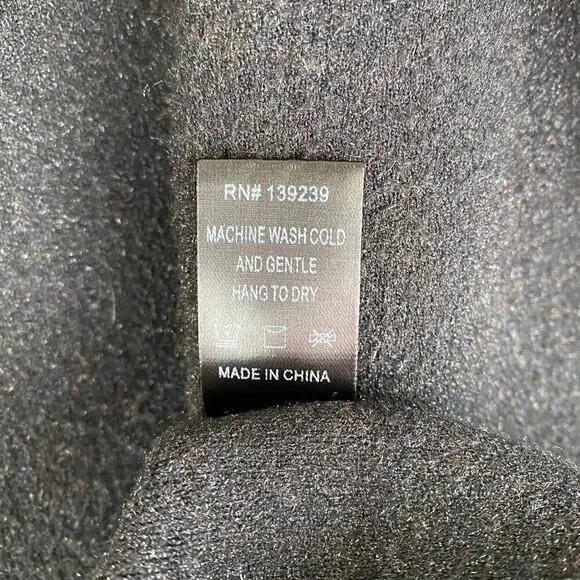 RN# 139239
MACHINE WASH COLD
AND GENTLE
HANG TO DRY
MADE IN CHINA